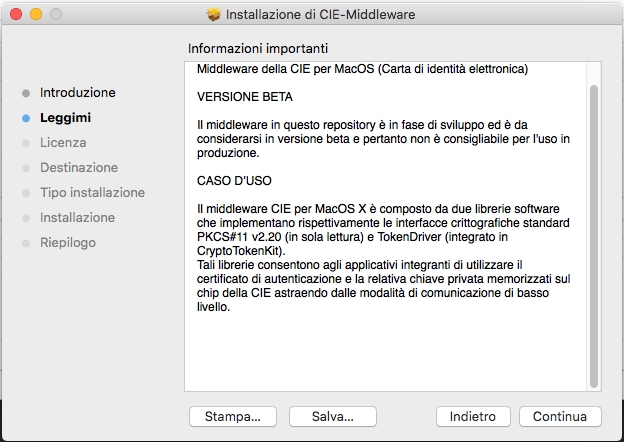 Installazione di CIE-Middleware
Informazioni importanti
Introduzione
Leggimi
Licenza
Destinazione
Tipo installazione
Installazione
Riepilogo
Middleware della CIE per MacOS (Carta di identità elettronica)
VERSIONE BETA
Il middleware in questo repository è in fase di sviluppo ed è da
considerarsi in versione beta e pertanto non è consigliabile per l'uso in
produzione.
CASO D'USO
Il middleware CIE per MacOS X è composto da due librerie software
che implementano rispettivamente le interfacce crittografiche standard
PKCS#11 v2.20 (in sola lettura) e TokenDriver (integrato in
CryptoTokenKit).
Tali librerie consentono agli applicativi integranti di utilizzare il
certificato di autenticazione e la relativa chiave privata memorizzati sul
chip della CIE astraendo dalle modalità di comunicazione di basso
livello.
Stampa...
Salva...
Indietro
Continua